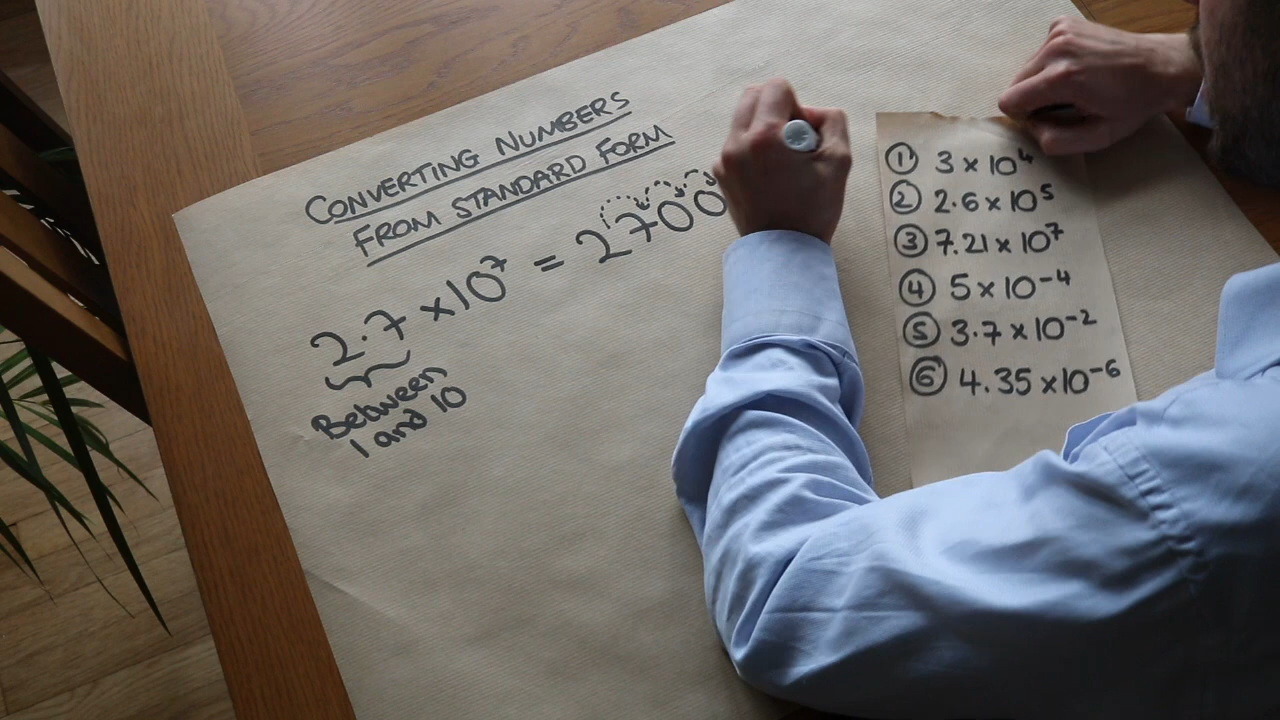 CONVERTING NUMBERS
FROM STANDARD FORM
2.7 × 10⁷ = 2700
Between
1 and 10
① 3 × 10⁴
② 2.6 × 10⁵
③ 7.21 × 10⁷
④ 5 × 10⁻⁴
⑤ 3.7 × 10⁻²
⑥ 4.35 × 10⁻⁶